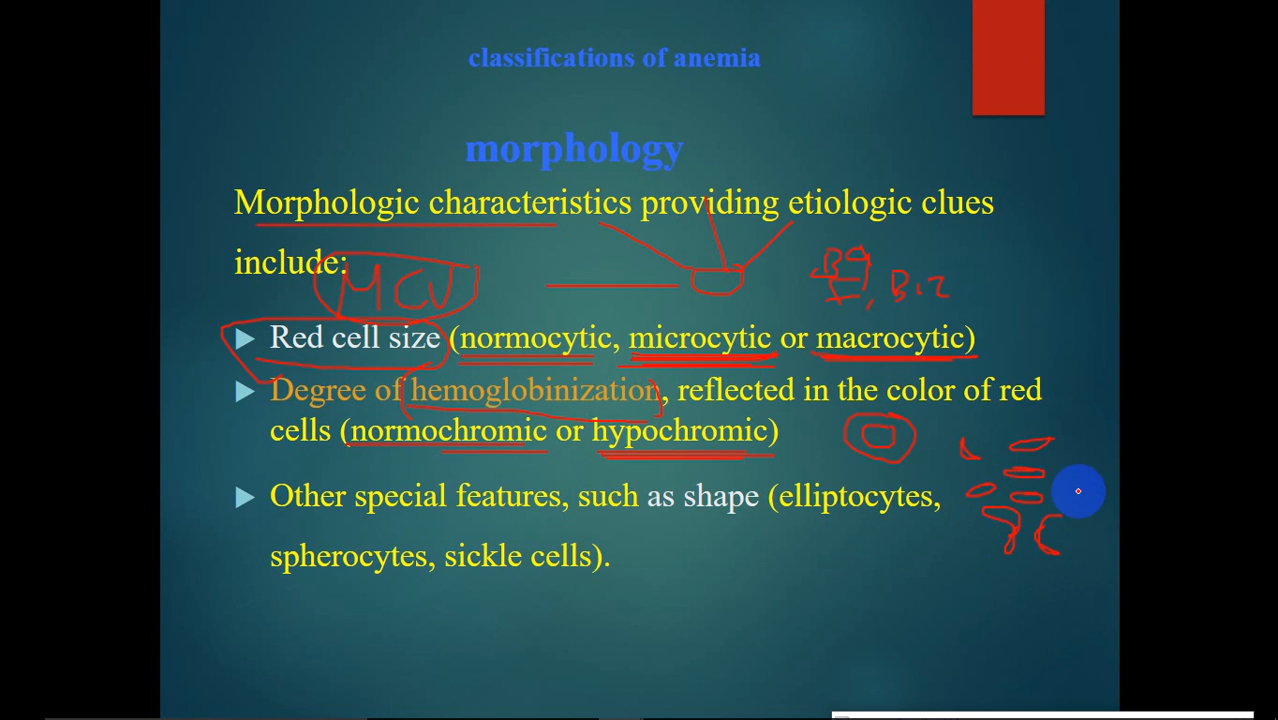 classifications of anemia
morphology
Morphologic characteristics providing etiologic clues
include:
MCV
B9
, B12
Red cell size (normocytic, microcytic or macrocytic)
Degree of hemoglobinization, reflected in the color of red
cells (normochromic or hypochromic)
Other special features, such as shape (elliptocytes,
spherocytes, sickle cells).